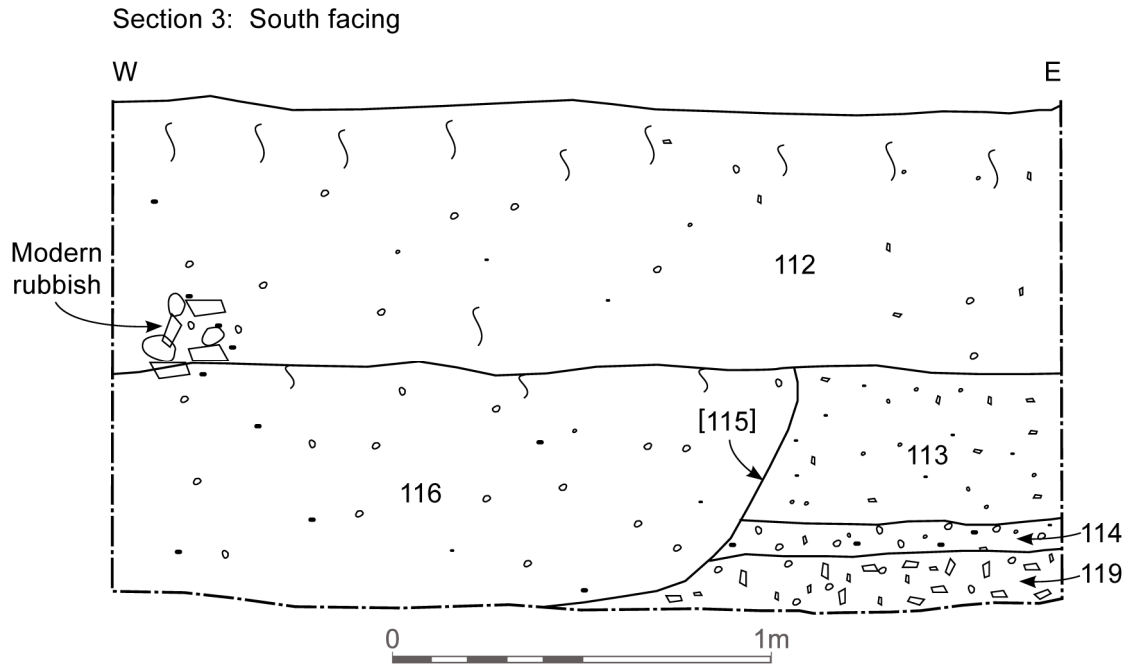 Section 3: South facing
W
E
Modern
rubbish
112
[115]
113
116
114
119
0
1m